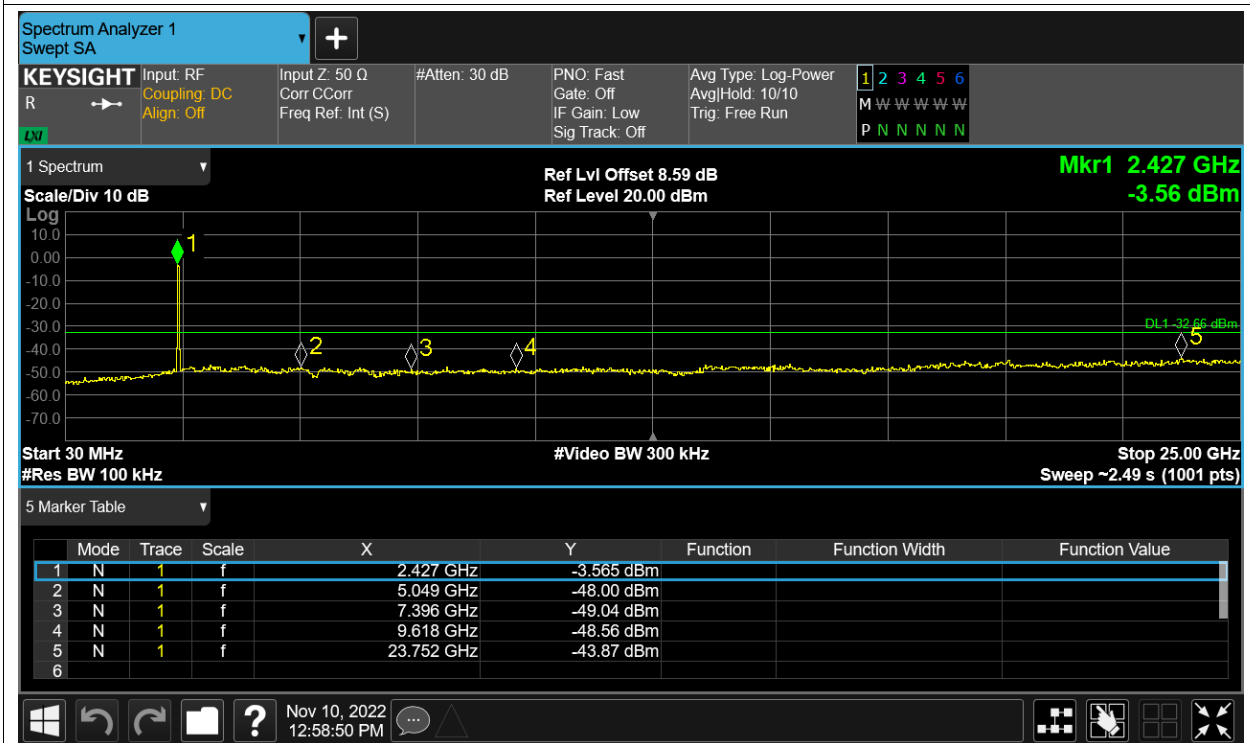 Spectrum Analyzer 1
Swept SA
KEYSIGHT
R
LXI
Input: RF
Coupling: DC
Align: Off
Input Z: 50 Ω
Corr CCorr
Freq Ref: Int (S)
#Atten: 30 dB
PNO: Fast
Gate: Off
IF Gain: Low
Sig Track: Off
Avg Type: Log-Power
Avg|Hold: 10/10
Trig: Free Run
1 2 3 4 5 6
M W W W W W
P N N N N N
1 Spectrum
Scale/Div 10 dB
Ref Lvl Offset 8.59 dB
Ref Level 20.00 dBm
Mkr1 2.427 GHz
-3.56 dBm
Log
10.0
0.00
-10.0
-20.0
-30.0
-40.0
-50.0
-60.0
-70.0
1
2
3
4
5
DL1 -32.66 dBm
Start 30 MHz
#Res BW 100 kHz
#Video BW 300 kHz
Stop 25.00 GHz
Sweep ~2.49 s (1001 pts)
5 Marker Table
Mode Trace Scale X Y Function Function Width Function Value
1 N 1 f 2.427 GHz -3.565 dBm
2 N 1 f 5.049 GHz -48.00 dBm
3 N 1 f 7.396 GHz -49.04 dBm
4 N 1 f 9.618 GHz -48.56 dBm
5 N 1 f 23.752 GHz -43.87 dBm
6
?
Nov 10, 2022
12:58:50 PM